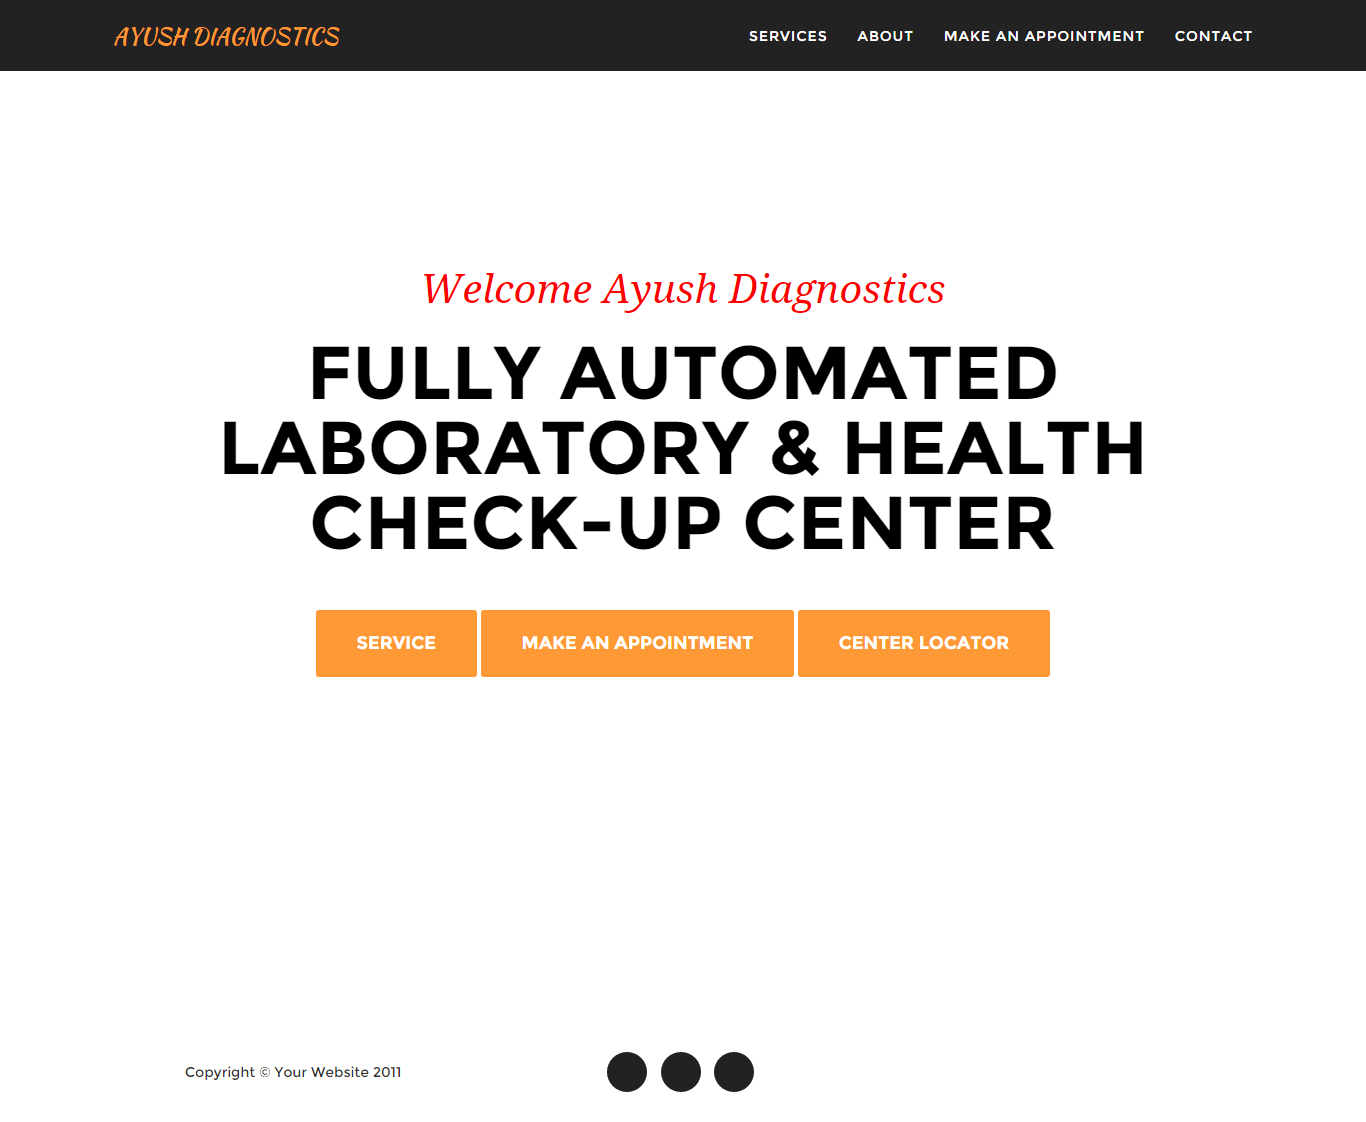 AYUSH DIAGNOSTICS
SERVICES
ABOUT
MAKE AN APPOINTMENT
CONTACT
Welcome Ayush Diagnostics
FULLY AUTOMATED
LABORATORY & HEALTH
CHECK-UP CENTER
SERVICE
MAKE AN APPOINTMENT
CENTER LOCATOR
Copyright © Your Website 2011